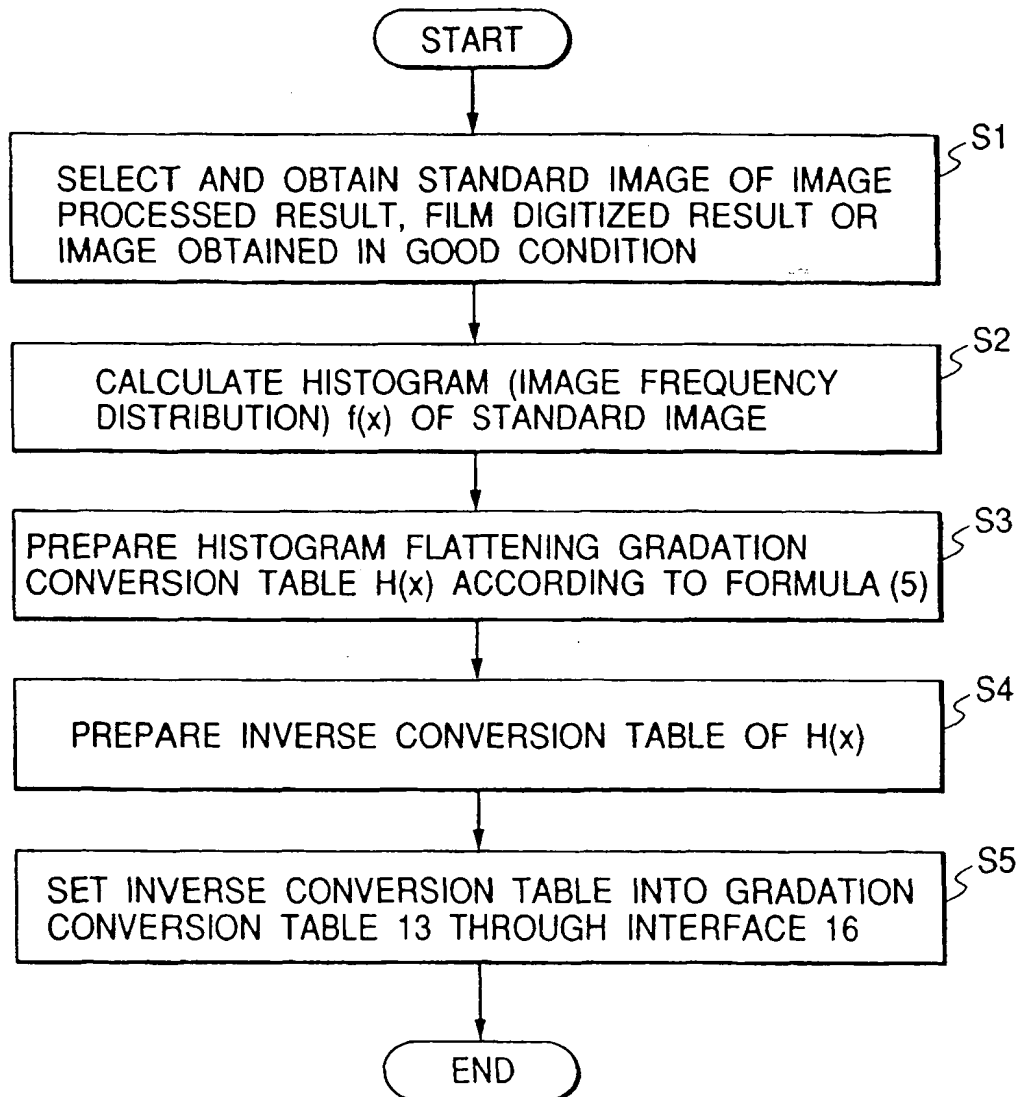 START
S1
SELECT AND OBTAIN STANDARD IMAGE OF IMAGE
PROCESSED RESULT, FILM DIGITIZED RESULT OR
IMAGE OBTAINED IN GOOD CONDITION
S2
CALCULATE HISTOGRAM (IMAGE FREQUENCY
DISTRIBUTION) f(x) OF STANDARD IMAGE
S3
PREPARE HISTOGRAM FLATTENING GRADATION
CONVERSION TABLE H(x) ACCORDING TO FORMULA (5)
S4
PREPARE INVERSE CONVERSION TABLE OF H(x)
S5
SET INVERSE CONVERSION TABLE INTO GRADATION
CONVERSION TABLE 13 THROUGH INTERFACE 16
END